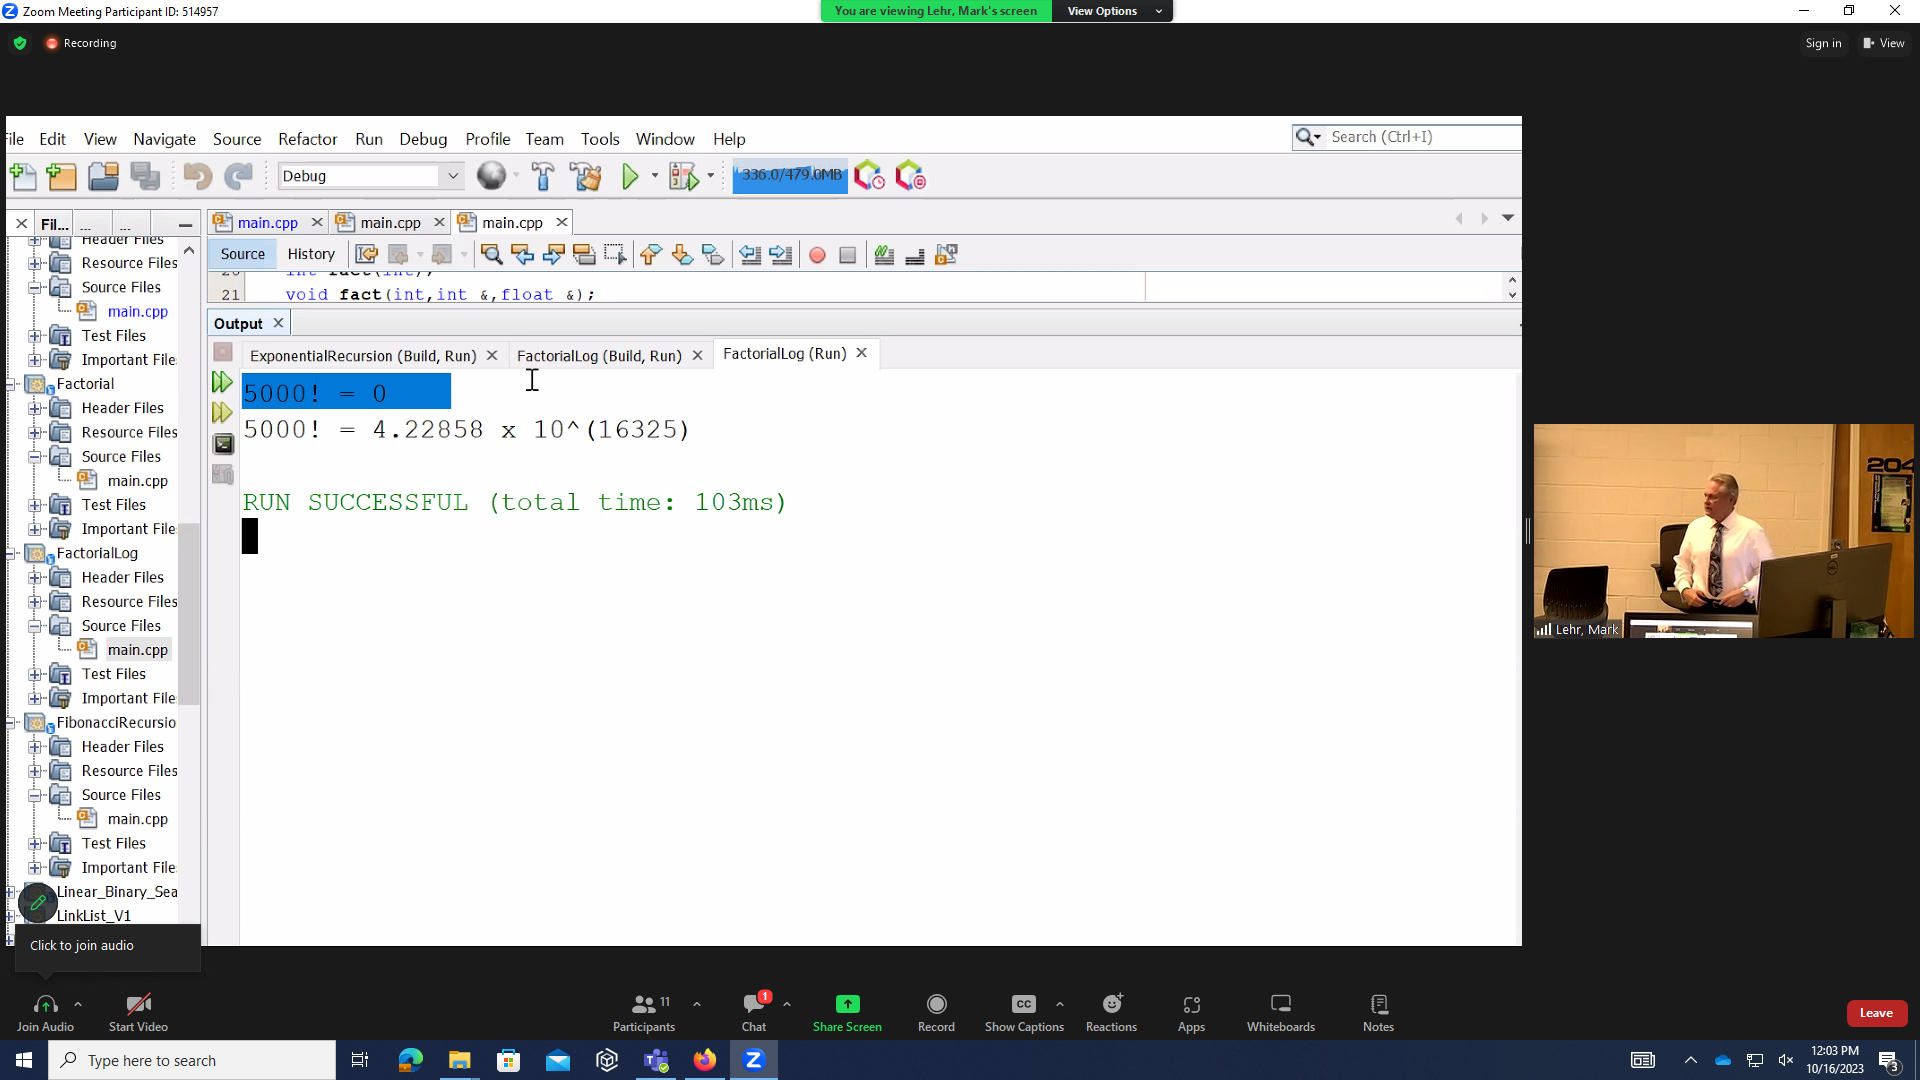 Zoom Meeting Participant ID: 514957
You are viewing Lehr, Mark's screen
View Options
Recording
Sign in
View
ile Edit View Navigate Source Refactor Run Debug Profile Team Tools Window Help
Search (Ctrl+I)
Debug
336.0/479.0MB
Fil...
...
...
main.cpp
main.cpp
main.cpp
Source
History
Header Files
Resource Files
Source Files
main.cpp
Test Files
Important File
Factorial
Header Files
Resource Files
Source Files
main.cpp
Test Files
Important File
FactorialLog
Header Files
Resource Files
Source Files
main.cpp
Test Files
Important File
FibonacciRecursio
Header Files
Resource Files
Source Files
main.cpp
Test Files
Important File
Linear_Binary_Sea
LinkList_V1
20 int fact(int);
21 void fact(int,int &,float &);
Output
ExponentialRecursion (Build, Run)
FactorialLog (Build, Run)
FactorialLog (Run)
5000! = 0
5000! = 4.22858 x 10^(16325)
RUN SUCCESSFUL (total time: 103ms)
204
DELL
Lehr, Mark
Click to join audio
Join Audio
Start Video
11
Participants
1
Chat
Share Screen
Record
CC
Show Captions
Reactions
Apps
Whiteboards
Notes
Leave
Type here to search
12:03 PM
10/16/2023
3